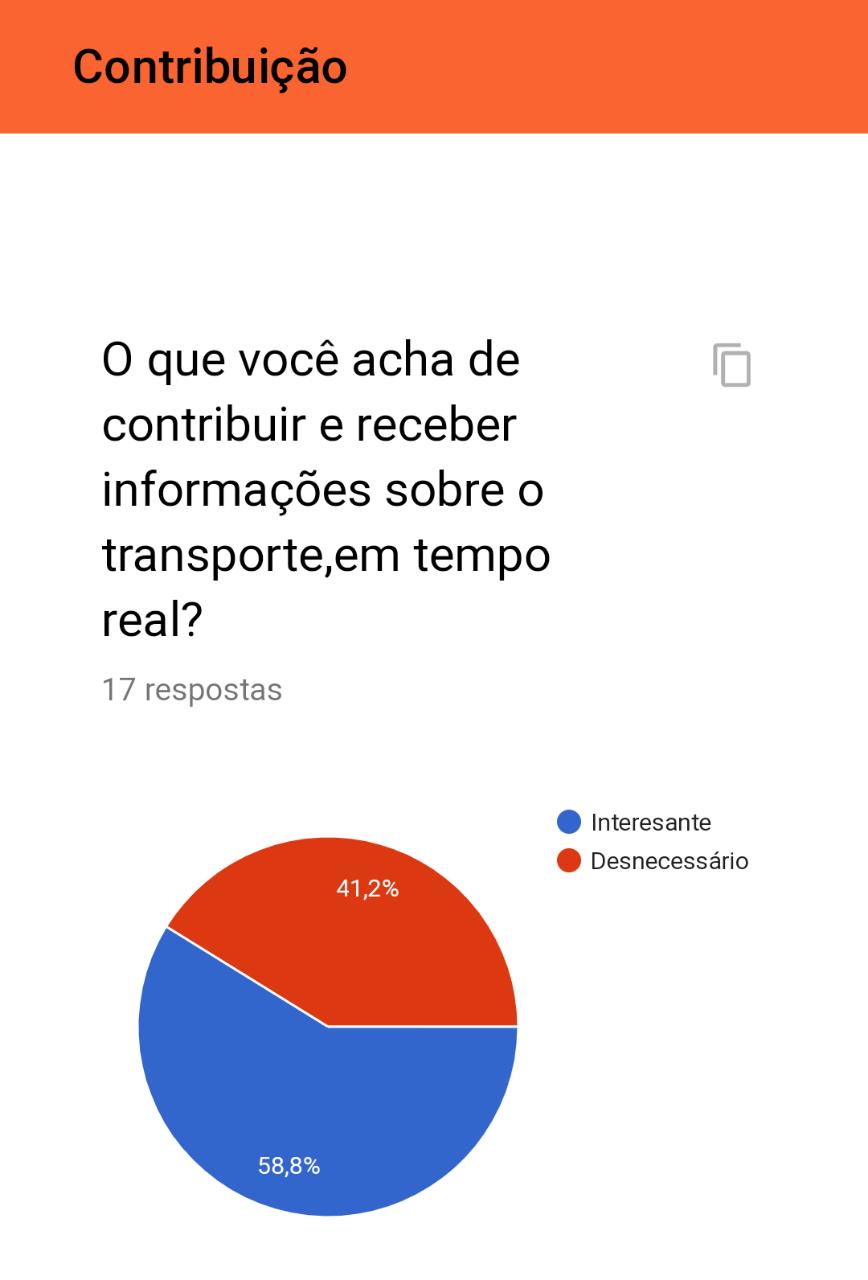 Contribuição
O que você acha de
contribuir e receber
informações sobre o
transporte,em tempo
real?
17 respostas
Interesante
Desnecessário
41,2%
58,8%